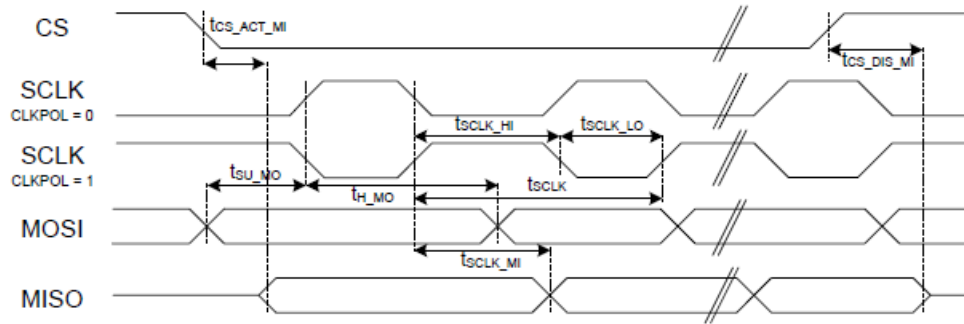 CS
tCS_ACT_MI
tCS_DIS_MI
SCLK
CLKPOL = 0
tSCLK_HI
tSCLK_LO
SCLK
CLKPOL = 1
tSU_MO
tH_MO
tSCLK
MOSI
tSCLK_MI
MISO